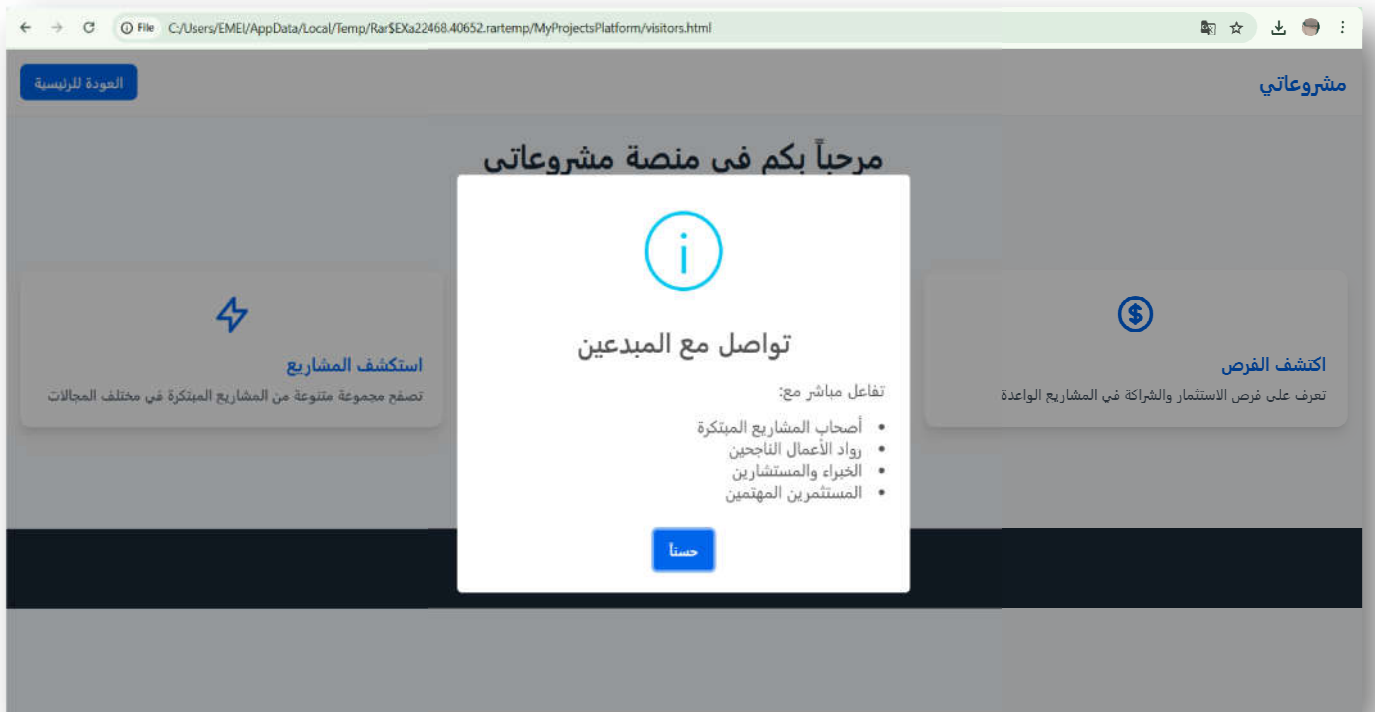 File C:/Users/EMEI/AppData/Local/Temp/Rar$EXa22468.40652.rartemp/MyProjectsPlatform/visitors.html
مشروعاتي
العودة للرئيسية
مرحباً بكم في منصة مشروعاتي
اكتشف الفرص
تعرف على فرص الاستثمار والشراكة في المشاريع الواعدة
تواصل مع المبدعين
تفاعل مباشر مع:
• أصحاب المشاريع المبتكرة
• رواد الأعمال الناجحين
• الخبراء والمستشارين
• المستثمرين المهتمين
حسناً
استكشف المشاريع
تصفح مجموعة متنوعة من المشاريع المبتكرة في مختلف المجالات